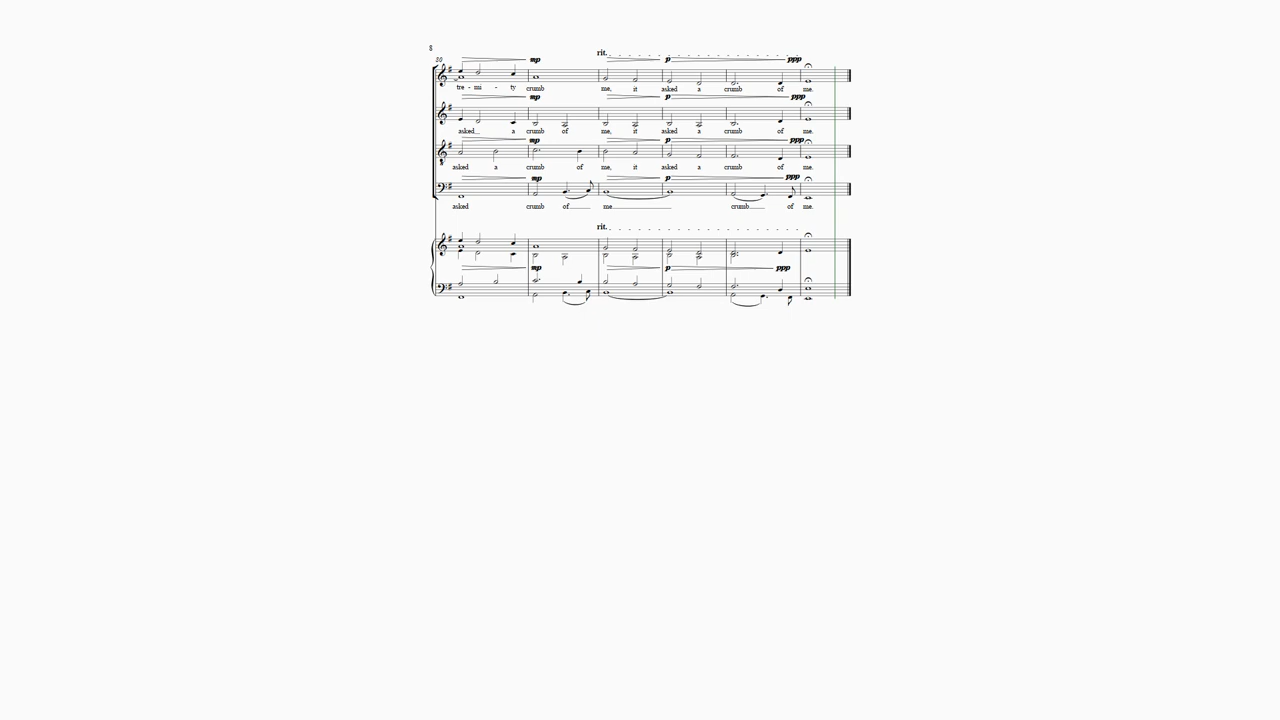 8
50
rit.
mp p ppp
tre - mi - ty crumb me, it asked a crumb of me.
mp p ppp
asked a crumb of me, it asked a crumb of me.
mp p ppp
asked a crumb of me, it asked a crumb of me.
mp p ppp
asked crumb of me crumb of me.
rit.
mp p ppp